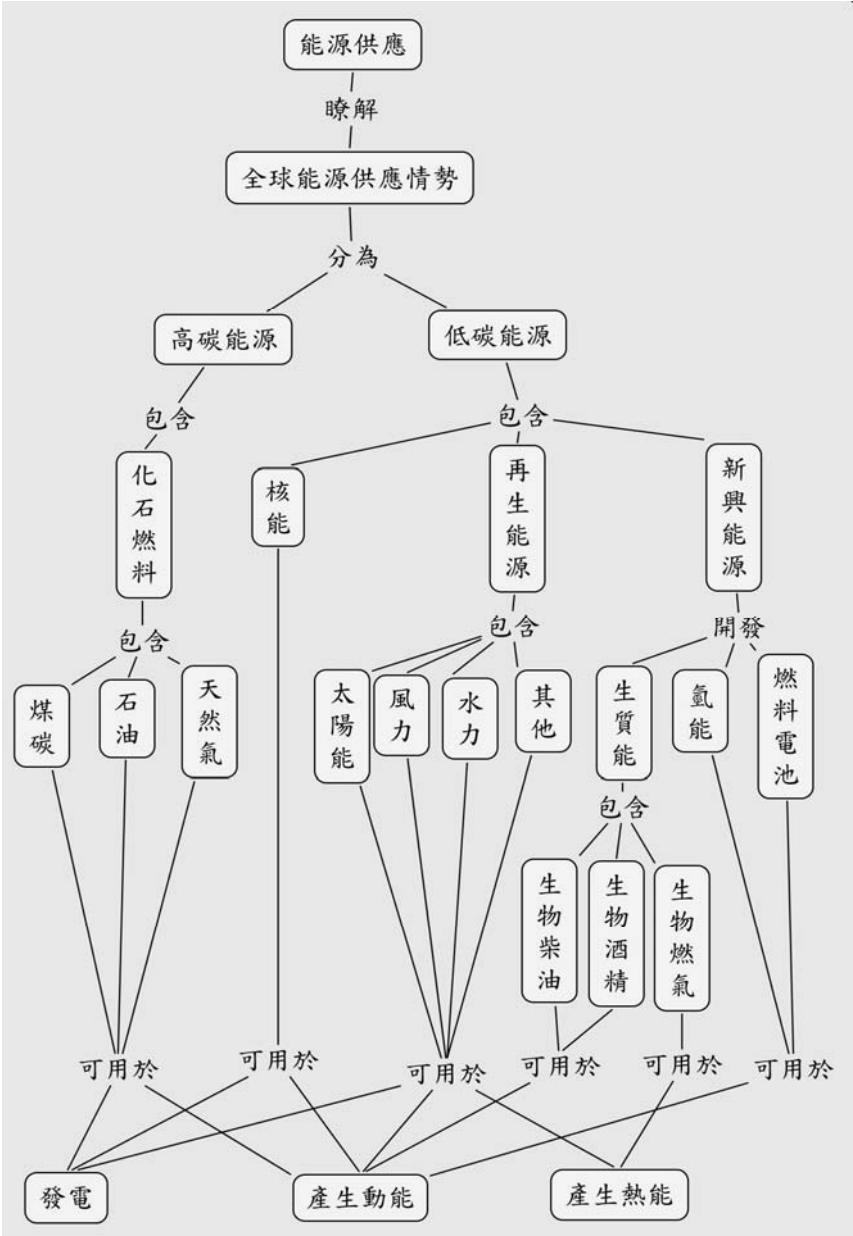 能源供應
瞭解
全球能源供應情勢
分為
高碳能源
低碳能源
包含
包含
化石燃料
核能
再生能源
新興能源
包含
包含
開發
煤碳
石油
天然氣
太陽能
風力
水力
其他
生質能
氫能
燃料電池
包含
生物柴油
生物酒精
生物燃氣
可用於
可用於
可用於
可用於
可用於
可用於
發電
產生動能
產生熱能